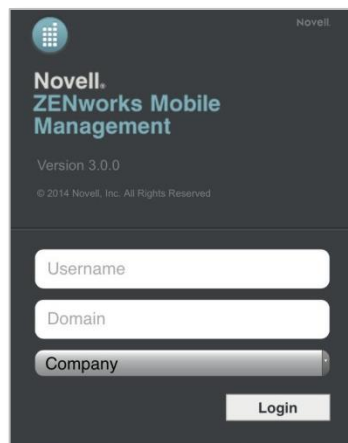 Novell
Novell.
ZENworks Mobile
Management
Version 3.0.0
© 2014 Novell, Inc. All Rights Reserved
Username
Domain
Company
Login